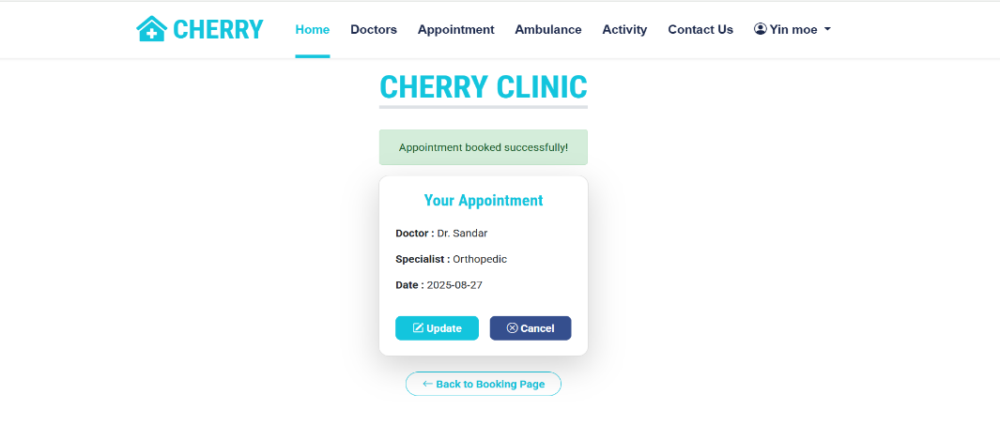 CHERRY Home Doctors Appointment Ambulance Activity Contact Us Yin moe
CHERRY CLINIC
Appointment booked successfully!
Your Appointment
Doctor : Dr. Sandar
Specialist : Orthopedic
Date : 2025-08-27
Update Cancel
Back to Booking Page